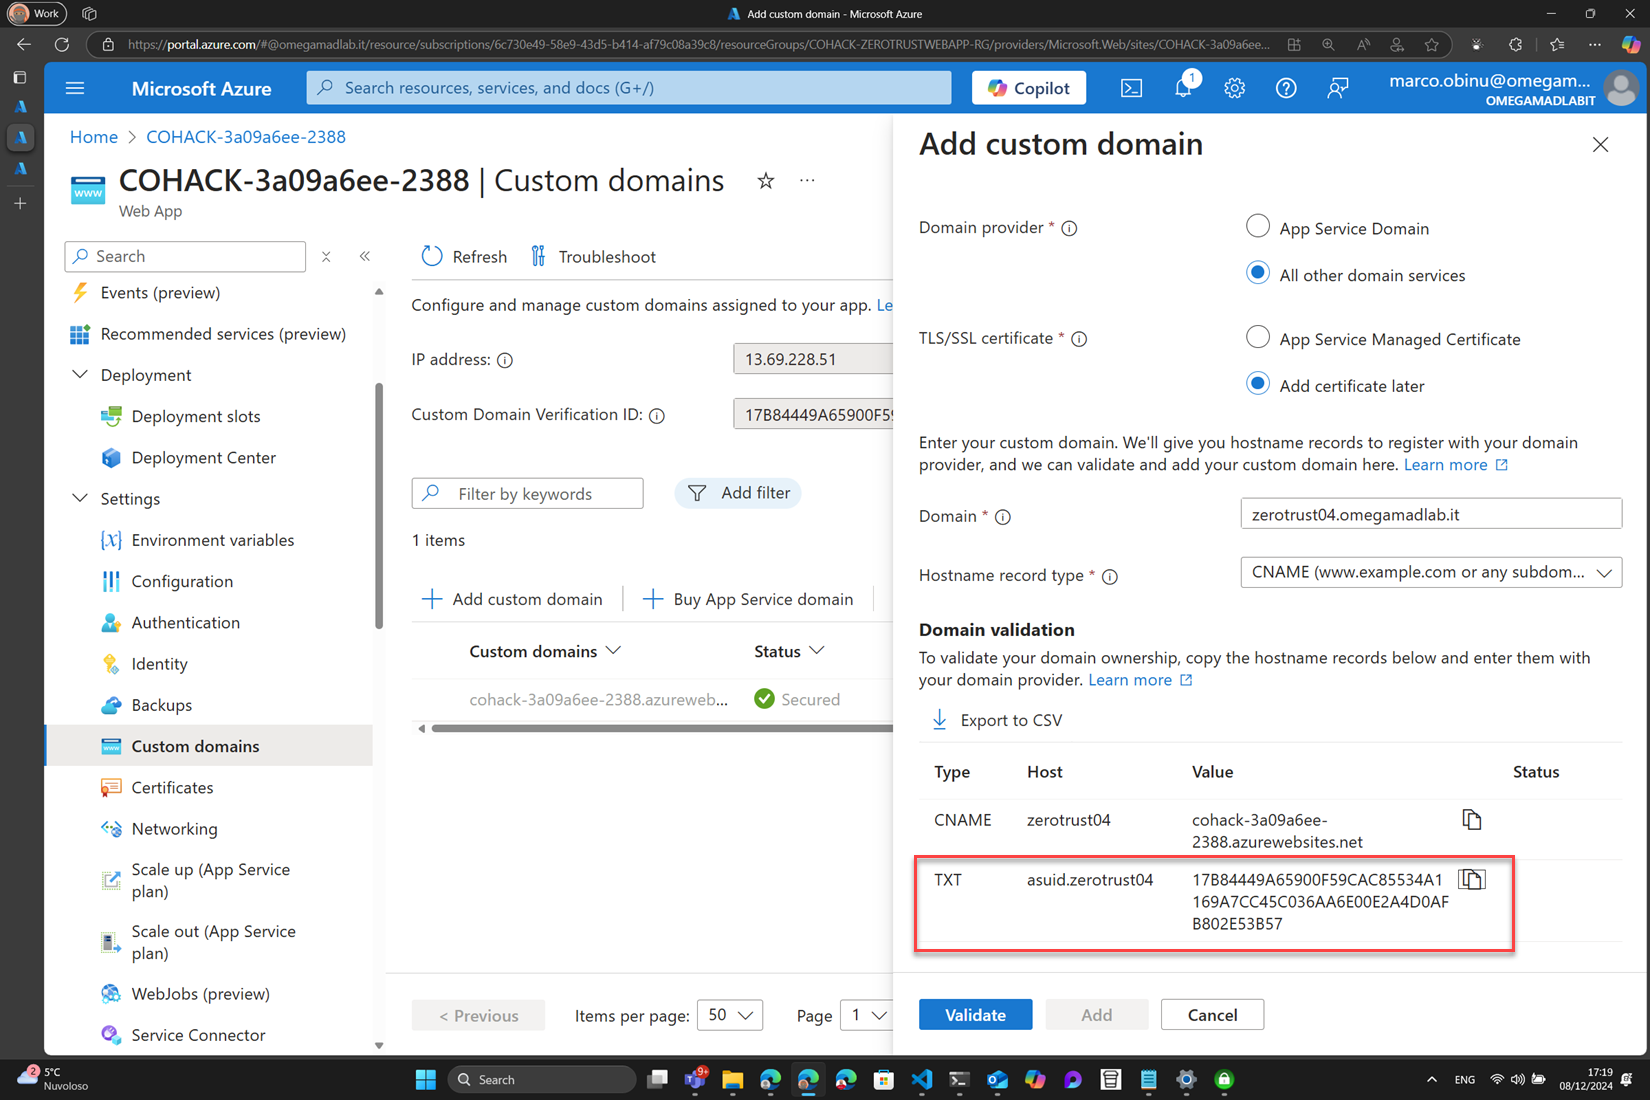 Work
Add custom domain - Microsoft Azure
https://portal.azure.com/#@omegamadlab.it/resource/subscriptions/6c730e49-58e9-43d5-b414-af79c08a39c8/resourceGroups/COHACK-ZEROTRUSTWEBAPP-RG/providers/Microsoft.Web/sites/COHACK-3a09a6ee...
Microsoft Azure
Search resources, services, and docs (G+/)
Copilot
1
marco.obinu@omegam...
OMEGAMADLABIT
Home > COHACK-3a09a6ee-2388
COHACK-3a09a6ee-2388 | Custom domains
Web App
Search
Events (preview)
Recommended services (preview)
Deployment
Deployment slots
Deployment Center
Settings
Environment variables
Configuration
Authentication
Identity
Backups
Custom domains
Certificates
Networking
Scale up (App Service
plan)
Scale out (App Service
plan)
WebJobs (preview)
Service Connector
Refresh
Troubleshoot
Configure and manage custom domains assigned to your app. Le
IP address:
13.69.228.51
Custom Domain Verification ID:
17B84449A65900F59
Filter by keywords
Add filter
1 items
Add custom domain
Buy App Service domain
Custom domains
Status
cohack-3a09a6ee-2388.azureweb...
Secured
< Previous
Items per page:
50
Page
1
Add custom domain
Domain provider *
App Service Domain
All other domain services
TLS/SSL certificate *
App Service Managed Certificate
Add certificate later
Enter your custom domain. We'll give you hostname records to register with your domain
provider, and we can validate and add your custom domain here. Learn more
Domain *
zerotrust04.omegamadlab.it
Hostname record type *
CNAME (www.example.com or any subdom...
Domain validation
To validate your domain ownership, copy the hostname records below and enter them with
your domain provider. Learn more
Export to CSV
Type Host Value Status
CNAME zerotrust04 cohack-3a09a6ee-
2388.azurewebsites.net
TXT asuid.zerotrust04 17B84449A65900F59CAC85534A1
169A7CC45C036AA6E00E2A4D0AF
B802E53B57
Validate
Add
Cancel
2
5°C
Nuvoloso
Search
9+
ENG
17:19
08/12/2024